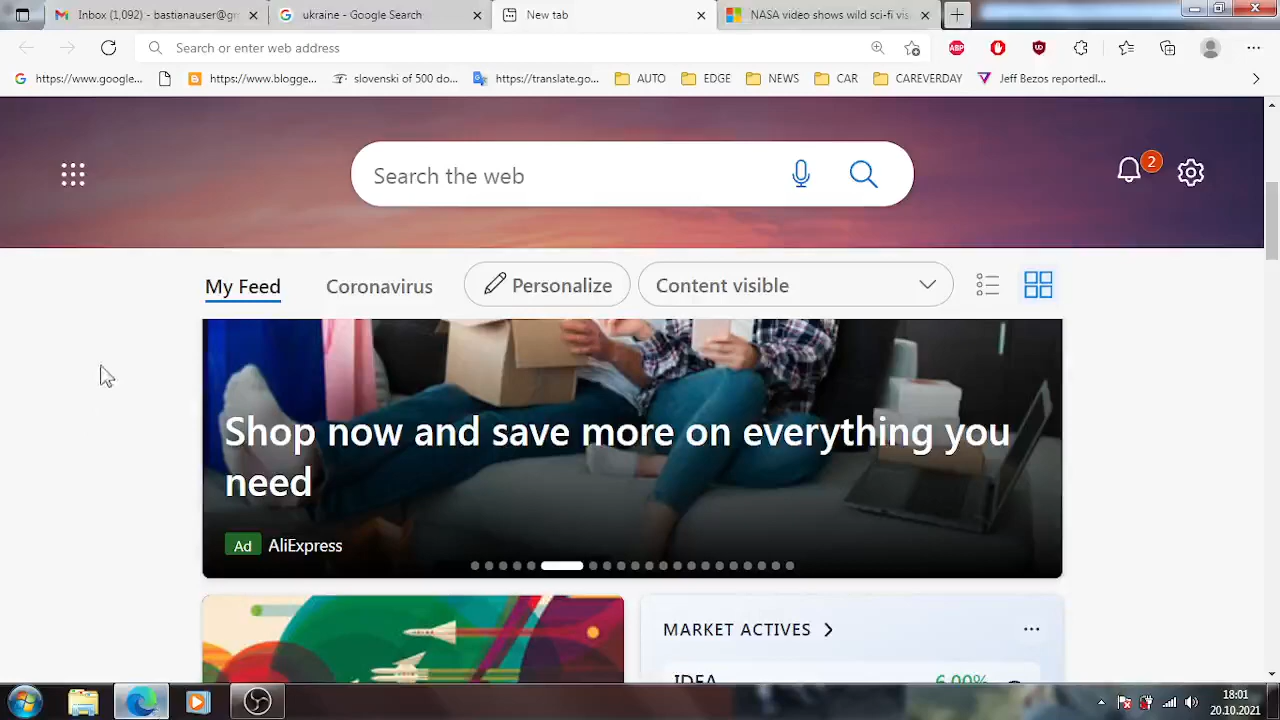 Inbox (1,092) - bastianauser@gm
ukraine - Google Search
New tab
NASA video shows wild sci-fi vis
Search or enter web address
ABP
https://www.google...
https://www.blogge...
slovenski of 500 do...
https://translate.go...
AUTO
EDGE
NEWS
CAR
CAREVERDAY
Jeff Bezos reportedl...
Search the web
2
My Feed
Coronavirus
Personalize
Content visible
Shop now and save more on everything you
need
Ad AliExpress
MARKET ACTIVES
IDEA
6.00%
18:01
20.10.2021